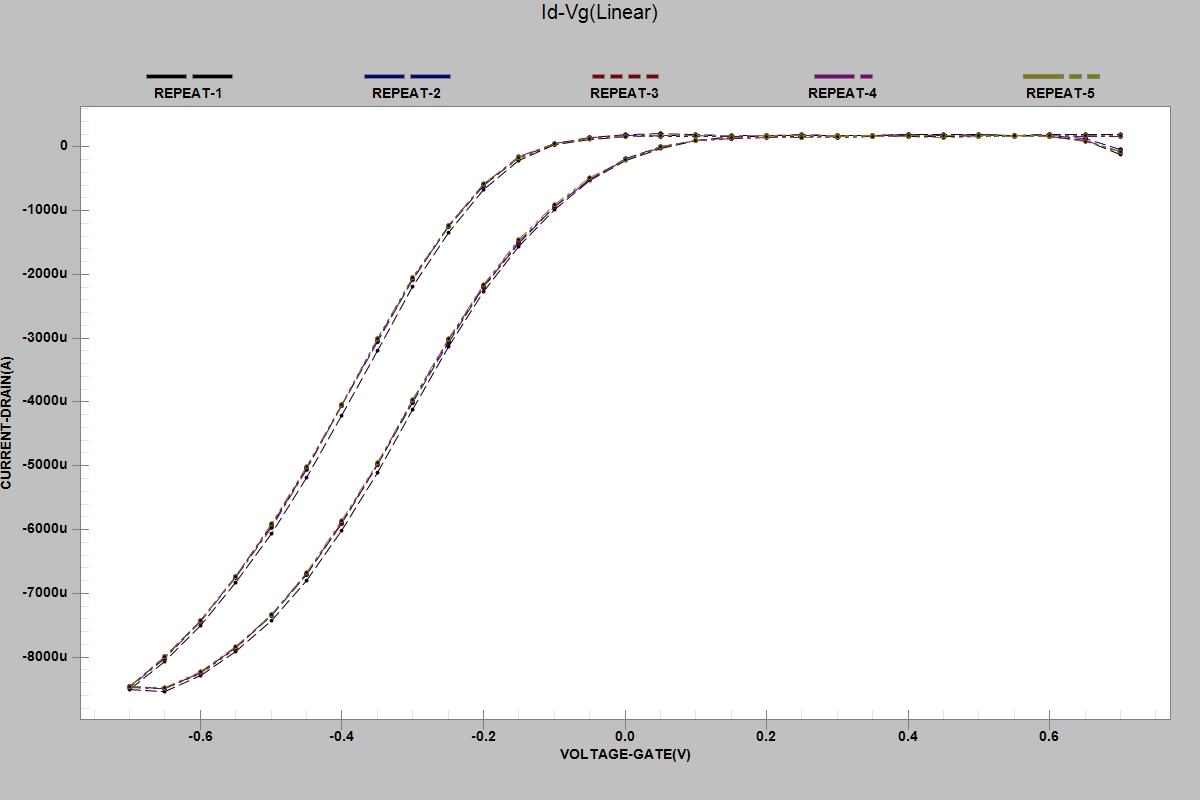 Id-Vg(Linear)
REPEAT-1 REPEAT-2 REPEAT-3 REPEAT-4 REPEAT-5
0
-1000u
-2000u
-3000u
-4000u
-5000u
-6000u
-7000u
-8000u
CURRENT-DRAIN(A)
-0.6 -0.4 -0.2 0.0 0.2 0.4 0.6
VOLTAGE-GATE(V)